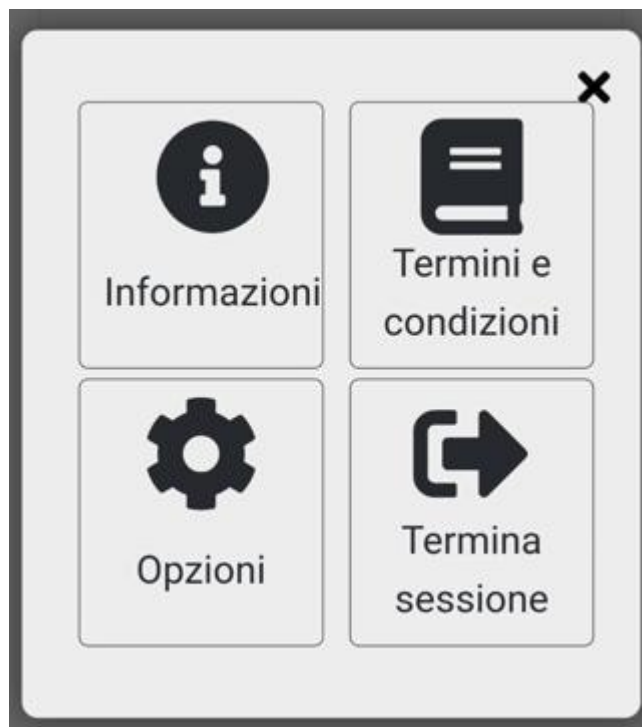 Informazioni
Termini e
condizioni
Opzioni
Termina
sessione